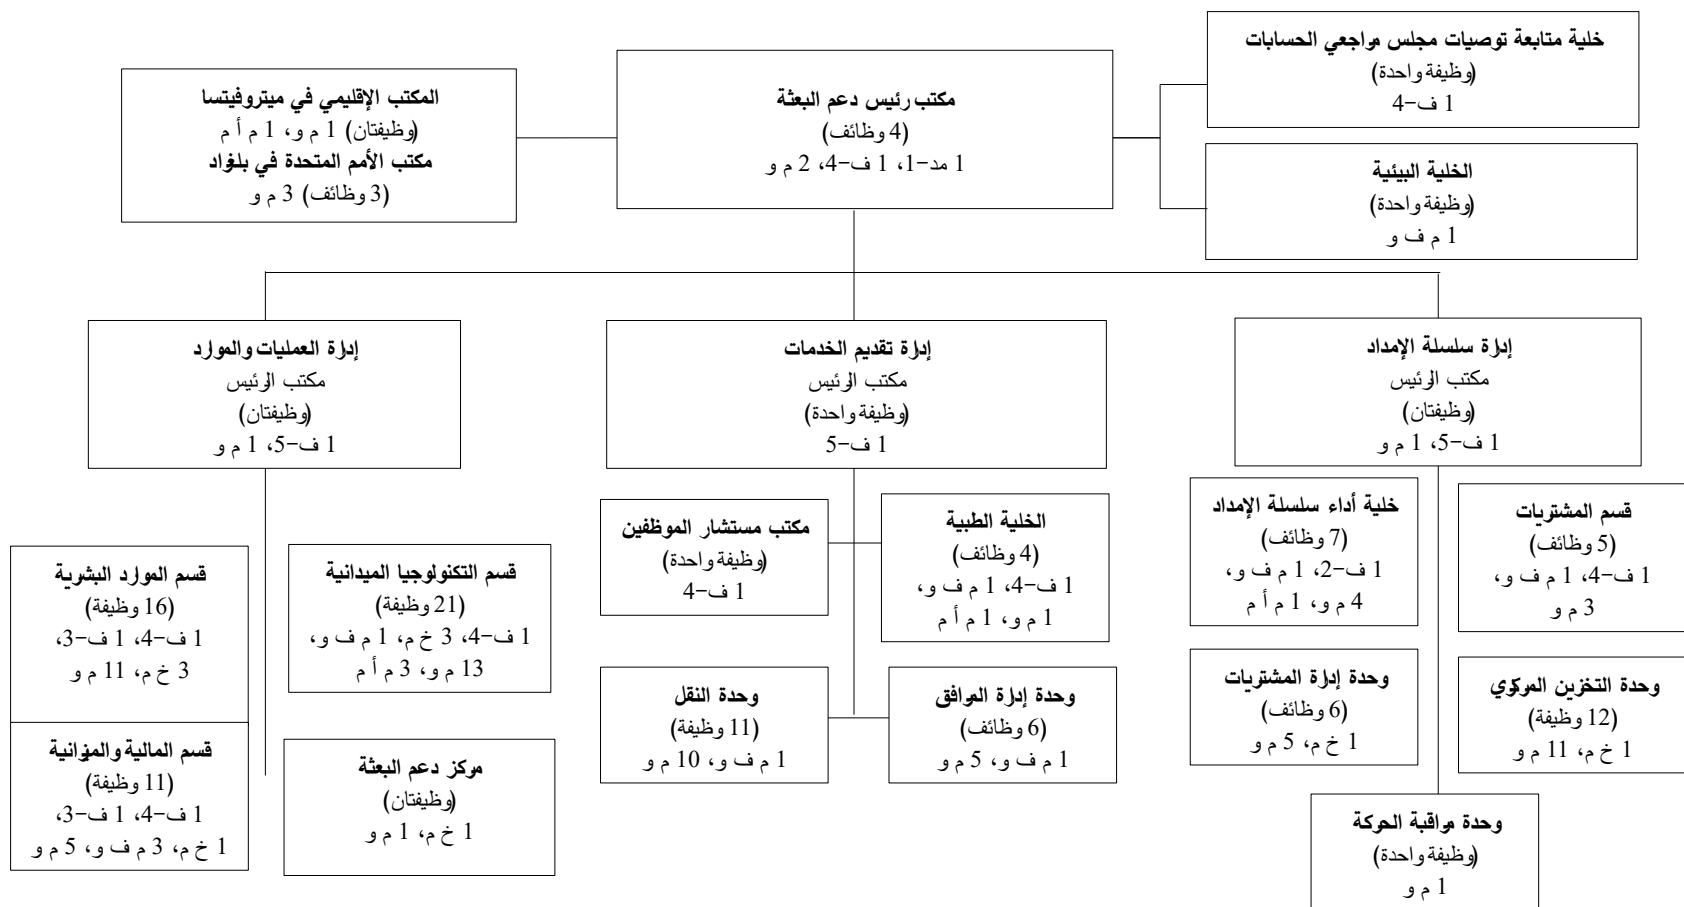 خلية متابعة توصيات مجلس مراجعي الحسابات
(وظيفة واحدة)
1 ف-4
مكتب رئيس دعم البعثة
(4 وظائف)
1 مد-1، 1 ف-4، 2 م و
المكتب الإقليمي في ميتروفيتسا
(وظيفتان) 1 م و، 1 م أ م
مكتب الأمم المتحدة في بلغراد
(3 وظائف) 3 م و
الخلية البيئية
(وظيفة واحدة)
1 م ف و
إدارة سلسلة الإمداد
مكتب الرئيس
(وظيفتان)
1 ف-5، 1 م و
إدارة تقديم الخدمات
مكتب الرئيس
(وظيفة واحدة)
1 ف-5
إدارة العمليات والموارد
مكتب الرئيس
(وظيفتان)
1 ف-5، 1 م و
قسم المشتريات
(5 وظائف)
1 ف-4، 1 م ف و،
3 م و
خلية أداء سلسلة الإمداد
(7 وظائف)
1 ف-2، 1 م ف و،
4 م و، 1 م أ م
الخلية الطبية
(4 وظائف)
1 ف-4، 1 م ف و،
1 م و، 1 م أ م
مكتب مستشار الموظفين
(وظيفة واحدة)
1 ف-4
قسم التكنولوجيا الميدانية
(21 وظيفة)
1 ف-4، 3 خ م، 1 م ف و،
13 م و، 3 م أ م
قسم الموارد البشرية
(16 وظيفة)
1 ف-4، 1 ف-3،
3 خ م، 11 م و
وحدة التخزين المركزي
(12 وظيفة)
1 خ م، 11 م و
وحدة إدارة المشتريات
(6 وظائف)
1 خ م، 5 م و
وحدة إدارة المرافق
(6 وظائف)
1 م ف و، 5 م و
وحدة النقل
(11 وظيفة)
1 م ف و، 10 م و
مركز دعم البعثة
(وظيفتان)
1 خ م، 1 م و
قسم المالية والميزانية
(11 وظيفة)
1 ف-4، 1 ف-3،
1 خ م، 3 م ف و، 5 م و
وحدة مراقبة الحركة
(وظيفة واحدة)
1 م و